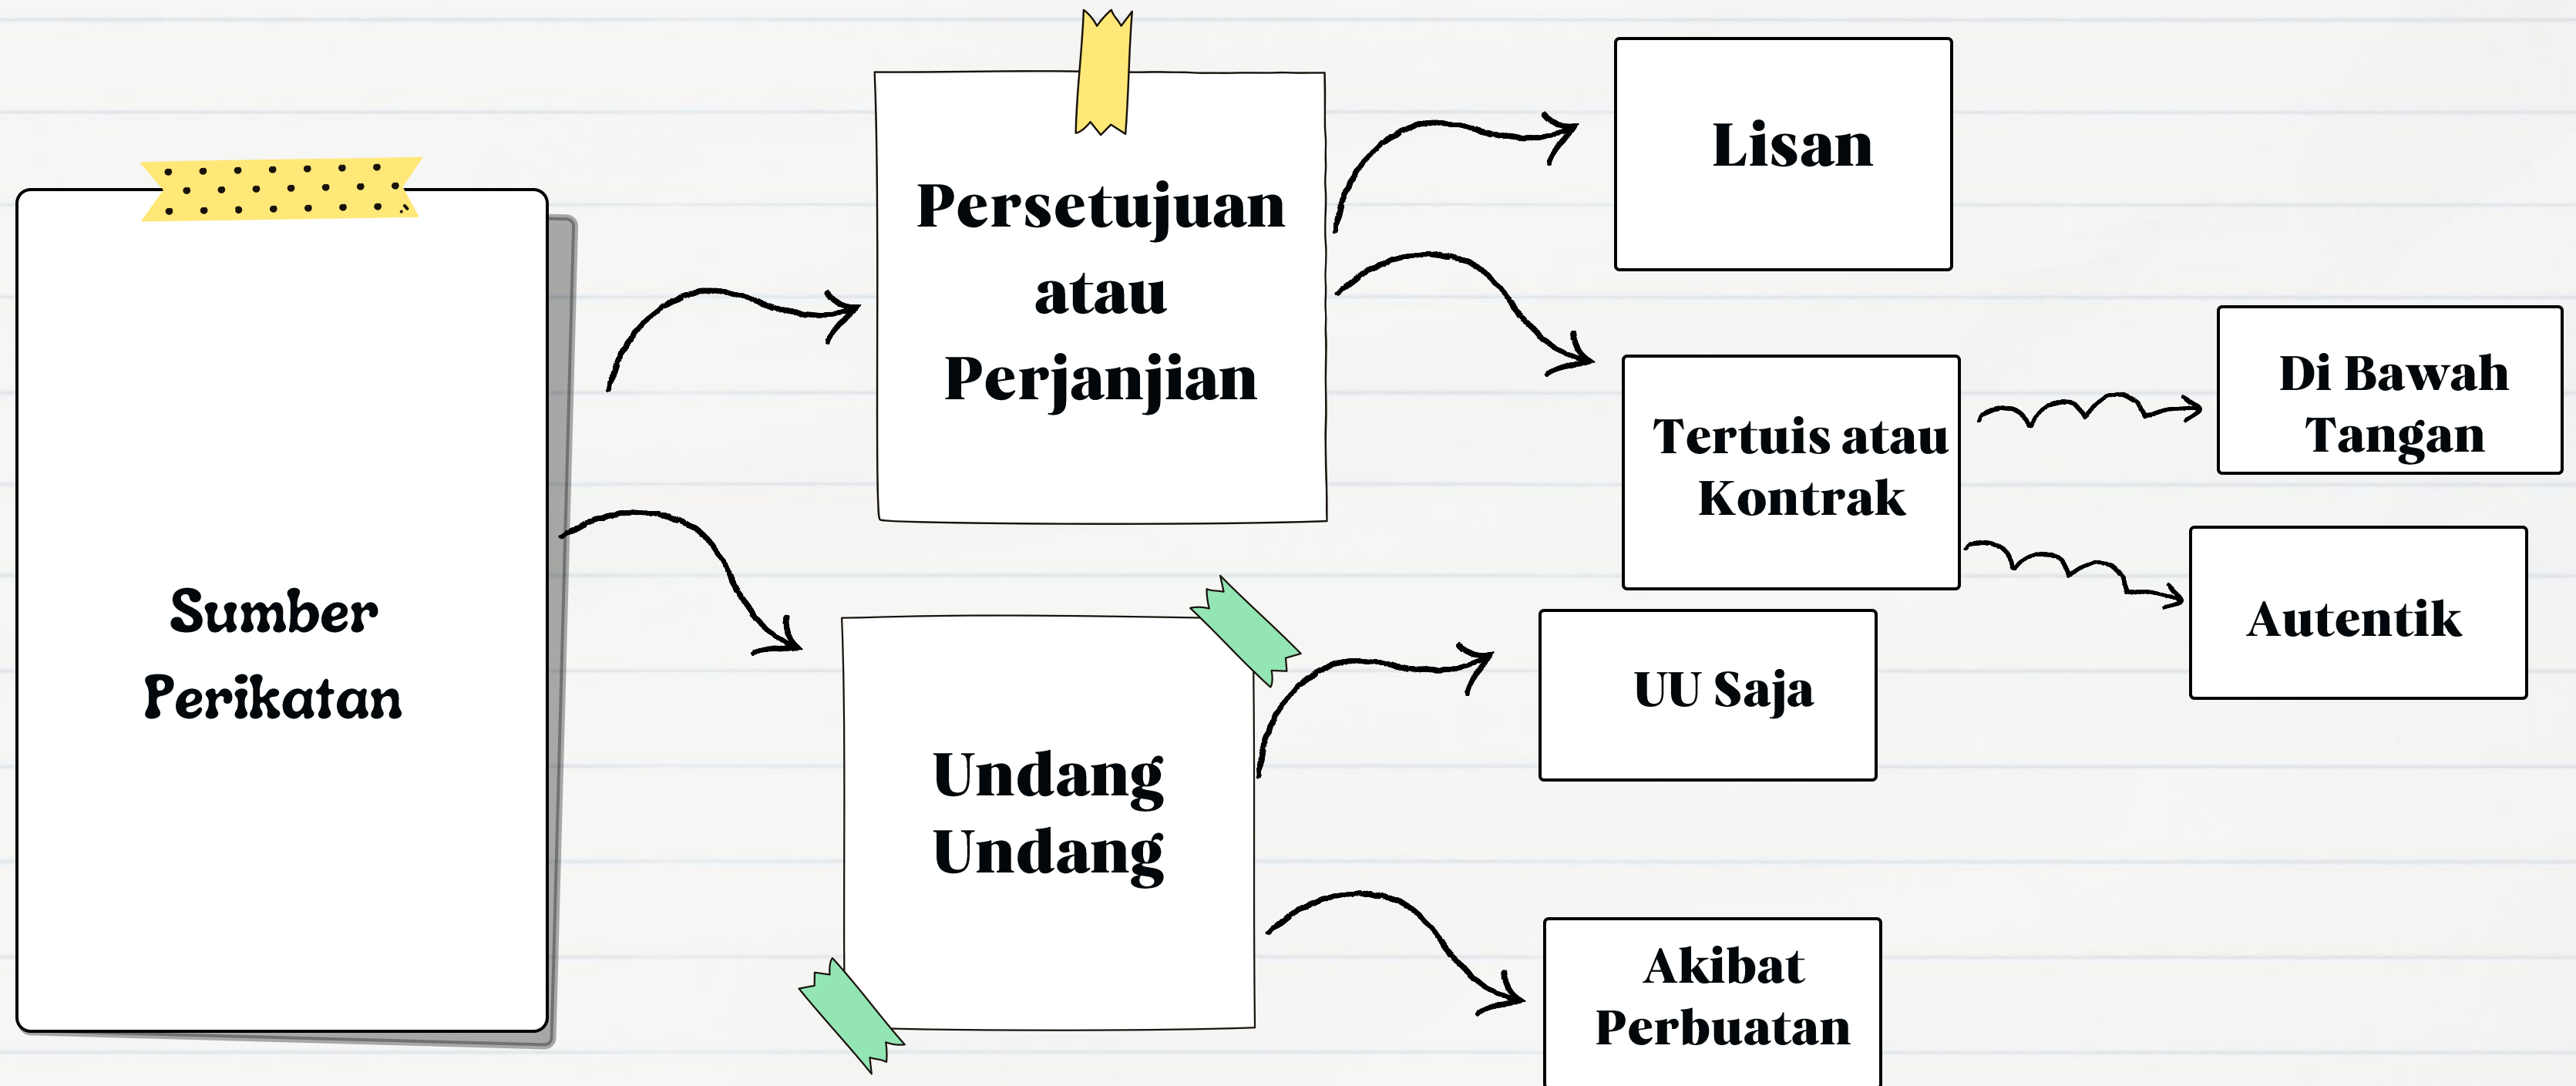 Sumber
Perikatan
Persetujuan
atau
Perjanjian
Undang
Undang
Lisan
Tertuis atau
Kontrak
Di Bawah
Tangan
Autentik
UU Saja
Akibat
Perbuatan